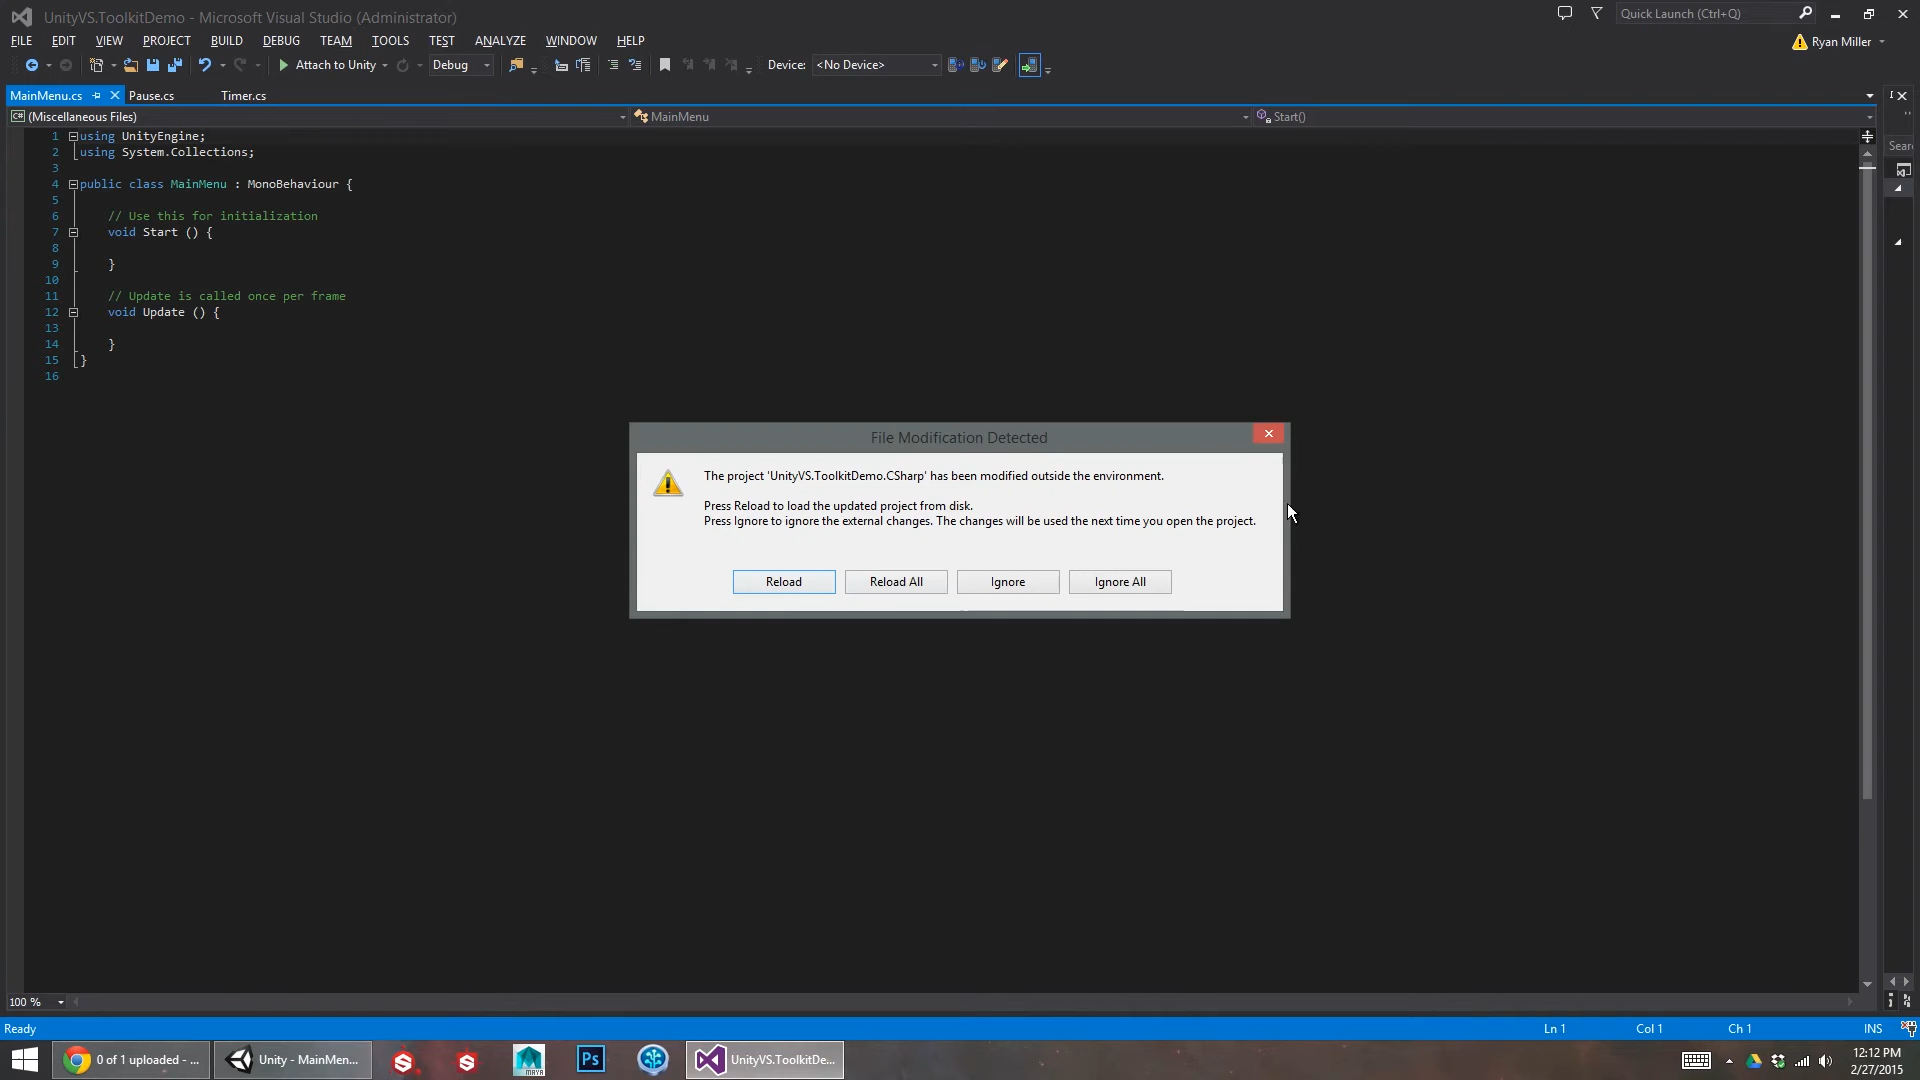 UnityVS.ToolkitDemo - Microsoft Visual Studio (Administrator)
Quick Launch (Ctrl+Q)
FILE EDIT VIEW PROJECT BUILD DEBUG TEAM TOOLS TEST ANALYZE WINDOW HELP
Ryan Miller
Attach to Unity
Debug
Device:
<No Device>
MainMenu.cs
Pause.cs
Timer.cs
C# (Miscellaneous Files)
MainMenu
Start()
Sear
1 using UnityEngine;
2 using System.Collections;
3
4 public class MainMenu : MonoBehaviour {
5
6 // Use this for initialization
7 void Start () {
8
9 }
10
11 // Update is called once per frame
12 void Update () {
13
14 }
15 }
16
File Modification Detected
The project 'UnityVS.ToolkitDemo.CSharp' has been modified outside the environment.
Press Reload to load the updated project from disk.
Press Ignore to ignore the external changes. The changes will be used the next time you open the project.
Reload
Reload All
Ignore
Ignore All
100 %
Ready
Ln 1
Col 1
Ch 1
INS
0 of 1 uploaded - ...
Unity - MainMen...
S
S
MAYA
Ps
UnityVS.ToolkitDe...
12:12 PM
2/27/2015